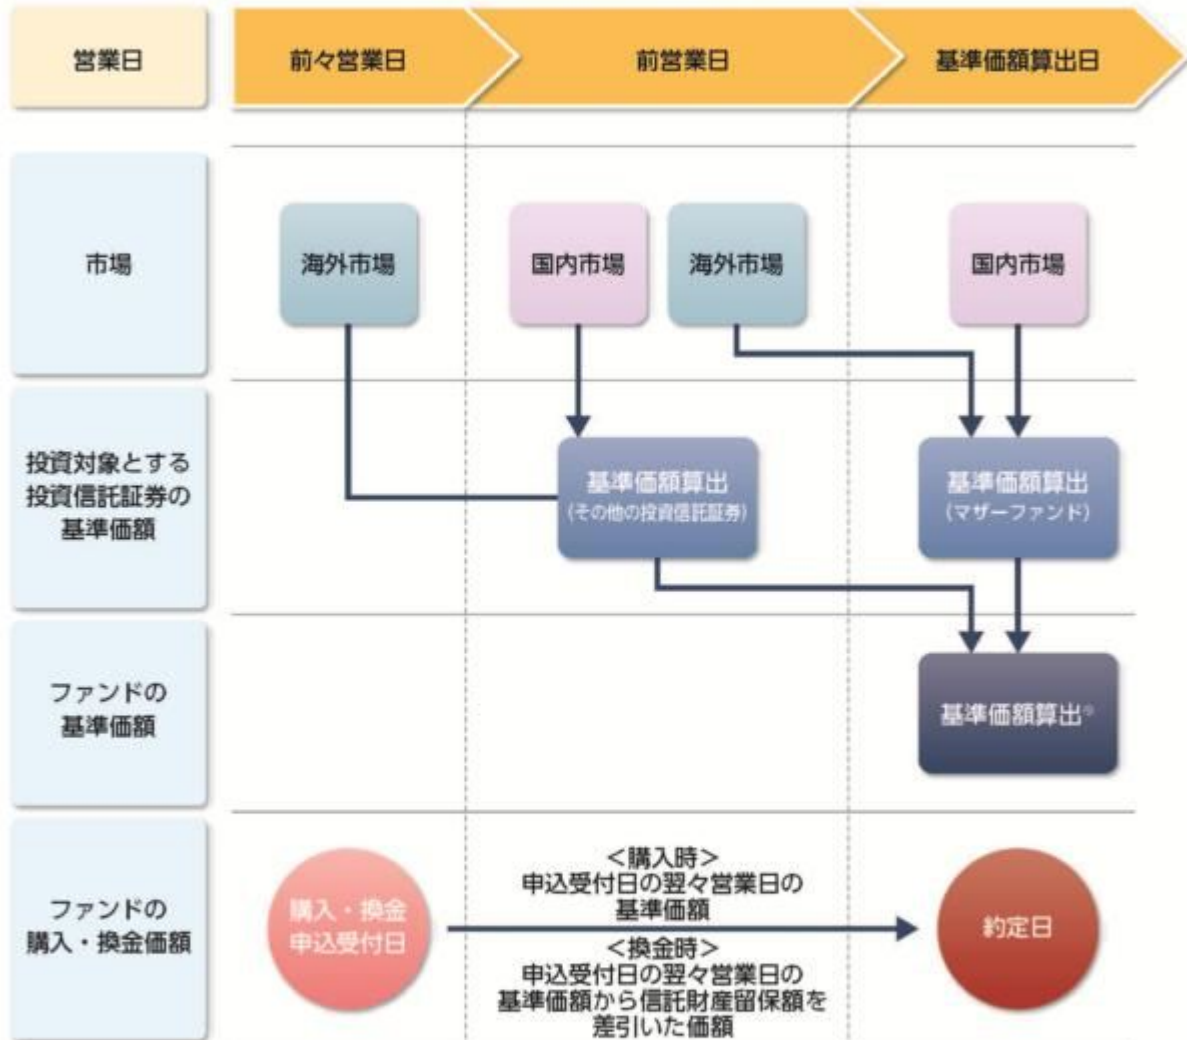 営業日
前々営業日
前営業日
基準価額算出日
市場
海外市場
国内市場
海外市場
国内市場
投資対象とする
投資信託証券の
基準価額
基準価額算出
(その他の投資信託証券)
基準価額算出
(マザーファンド)
ファンドの
基準価額
基準価額算出※
ファンドの
購入・換金価額
購入・換金
申込受付日
<購入時>
申込受付日の翌々営業日の
基準価額
<換金時>
申込受付日の翌々営業日の
基準価額から信託財産留保額を
差引いた価額
約定日